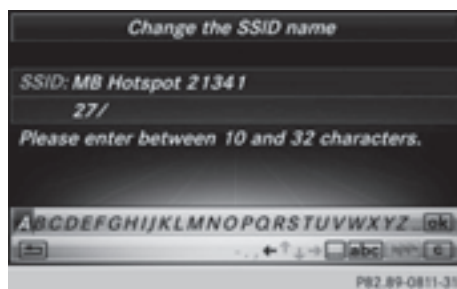 Change the SSID name
SSID: MB Hotspot 21341
27/
Please enter between 10 and 32 characters.
ABCDEFGHIJKLMNOPQRSTUVWXYZ ok
abc c
P82.89-0811-31